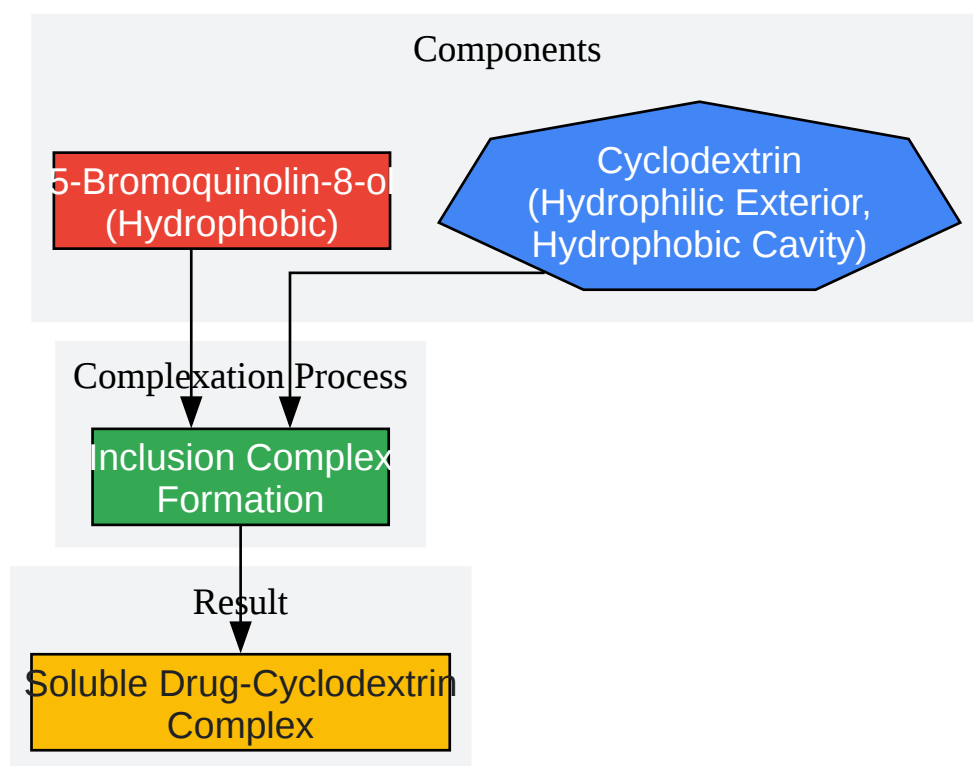 Components
5-Bromoquinolin-8-ol
(Hydrophobic)
Cyclodextrin
(Hydrophilic Exterior,
Hydrophobic Cavity)
Complexation Process
Inclusion Complex
Formation
Result
Soluble Drug-Cyclodextrin
Complex